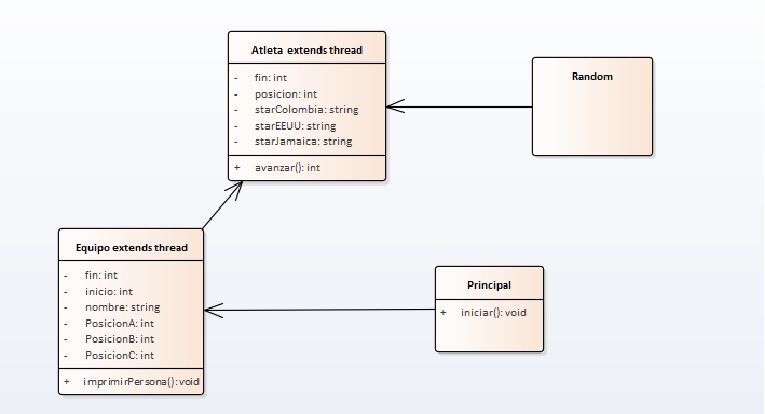 Atleta extends thread
- fin: int
- posicion: int
- starColombia: string
- starEEUU: string
- starJamaica: string
+ avanzar(): int
Random
Equipo extends thread
- fin: int
- inicio: int
- nombre: string
- PosicionA: int
- PosicionB: int
- PosicionC: int
+ imprimirPersona(): void
Principal
+ iniciar(): void